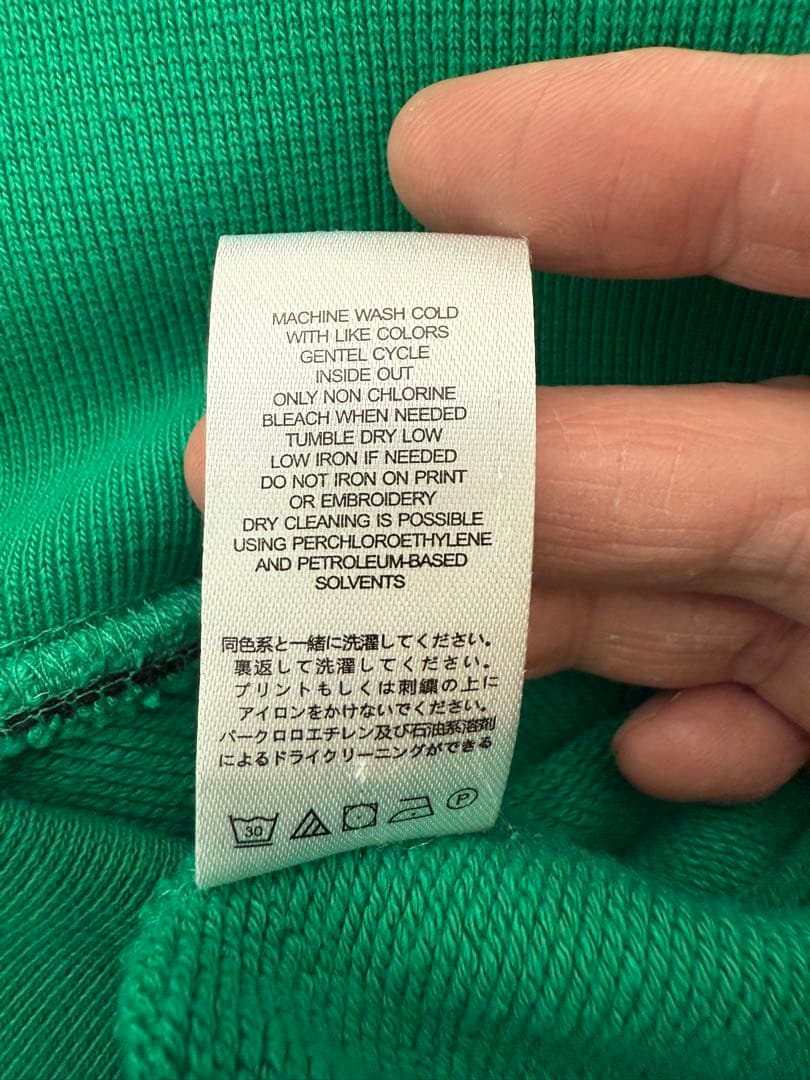 MACHINE WASH COLD
WITH LIKE COLORS
GENTEL CYCLE
INSIDE OUT
ONLY NON CHLORINE
BLEACH WHEN NEEDED
TUMBLE DRY LOW
LOW IRON IF NEEDED
DO NOT IRON ON PRINT
OR EMBROIDERY
DRY CLEANING IS POSSIBLE
USING PERCHLOROETHYLENE
AND PETROLEUM-BASED
SOLVENTS
同色系と一緒に洗濯してください。
裏返して洗濯してください。
プリントもしくは刺繍の上に
アイロンをかけないでください。
パークロロエチレン及び石油系溶剤
によるドライクリーニングができる
30 P